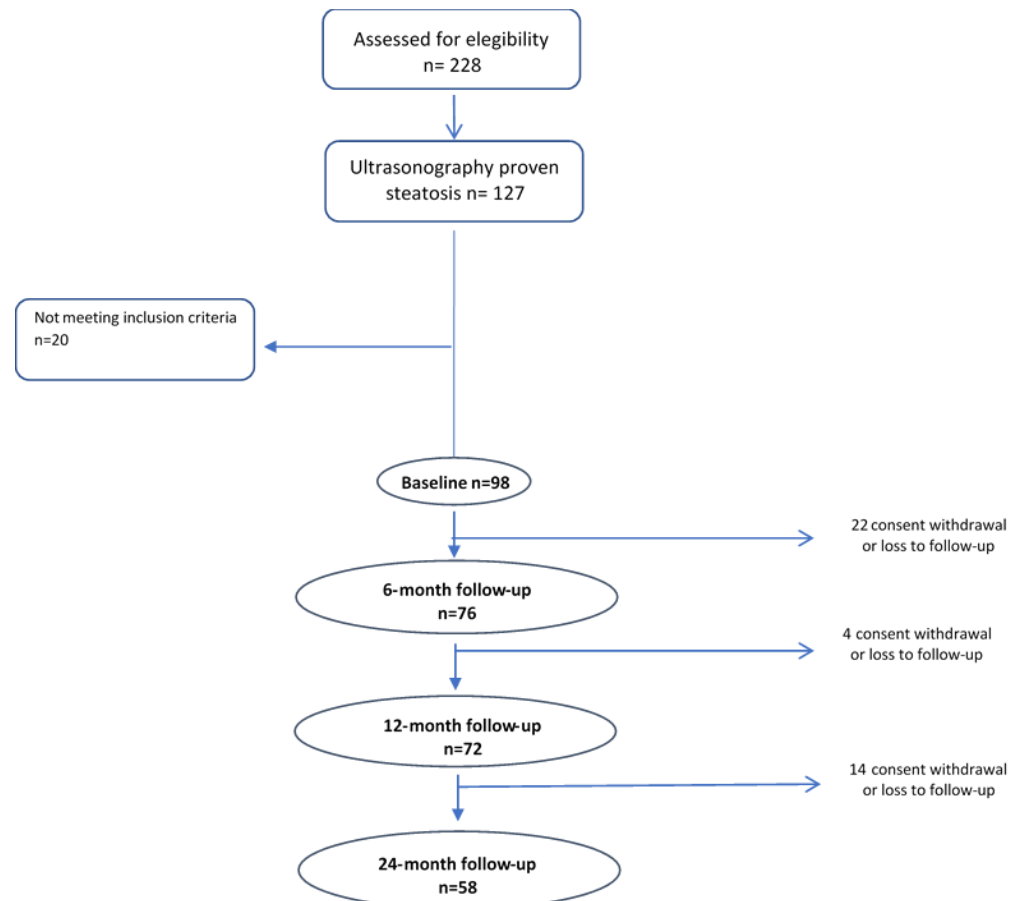 Assessed for elegibility
n= 228
Ultrasonography proven
steatosis n= 127
Not meeting inclusion criteria
n=20
Baseline n=98
22 consent withdrawal
or loss to follow-up
6-month follow-up
n=76
4 consent withdrawal
or loss to follow-up
12-month follow-up
n=72
14 consent withdrawal
or loss to follow-up
24-month follow-up
n=58